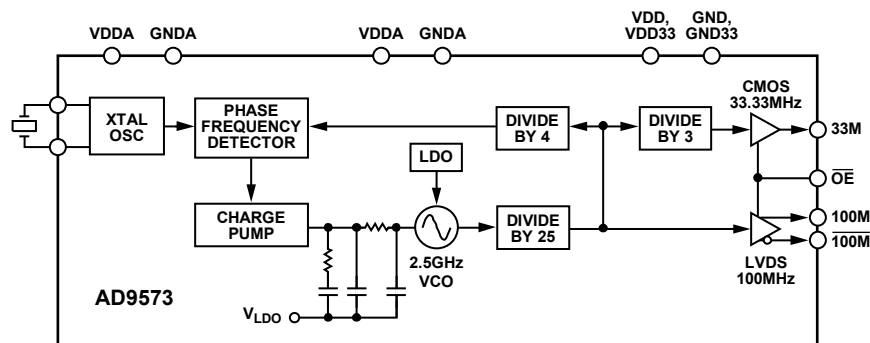 VDDA
GNDA
VDDA
GNDA
VDD,
VDD33
GND,
GND33
XTAL
OSC
PHASE
FREQUENCY
DETECTOR
DIVIDE
BY 4
DIVIDE
BY 3
CMOS
33.33MHz
33M
LDO
OE
CHARGE
PUMP
DIVIDE
BY 25
100M
100M
2.5GHz
VCO
LVDS
100MHz
AD9573
VLDO